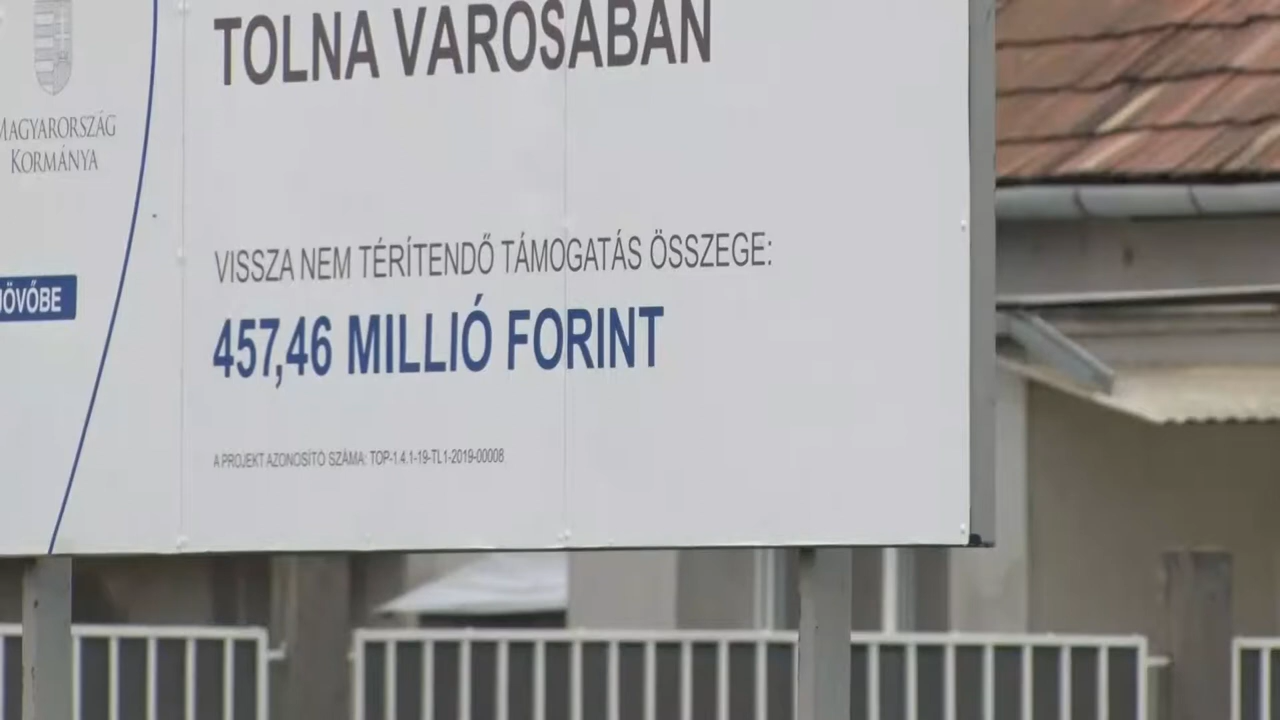 TOLNA VÁROSÁBAN
MAGYARORSZÁG
KORMÁNYA
VISSZA NEM TÉRÍTENDŐ TÁMOGATÁS ÖSSZEGE:
JÖVŐBE
457,46 MILLIÓ FORINT
A PROJEKT AZONOSÍTÓ SZÁMA: TOP-1.4.1-19-TL1-2019-00008